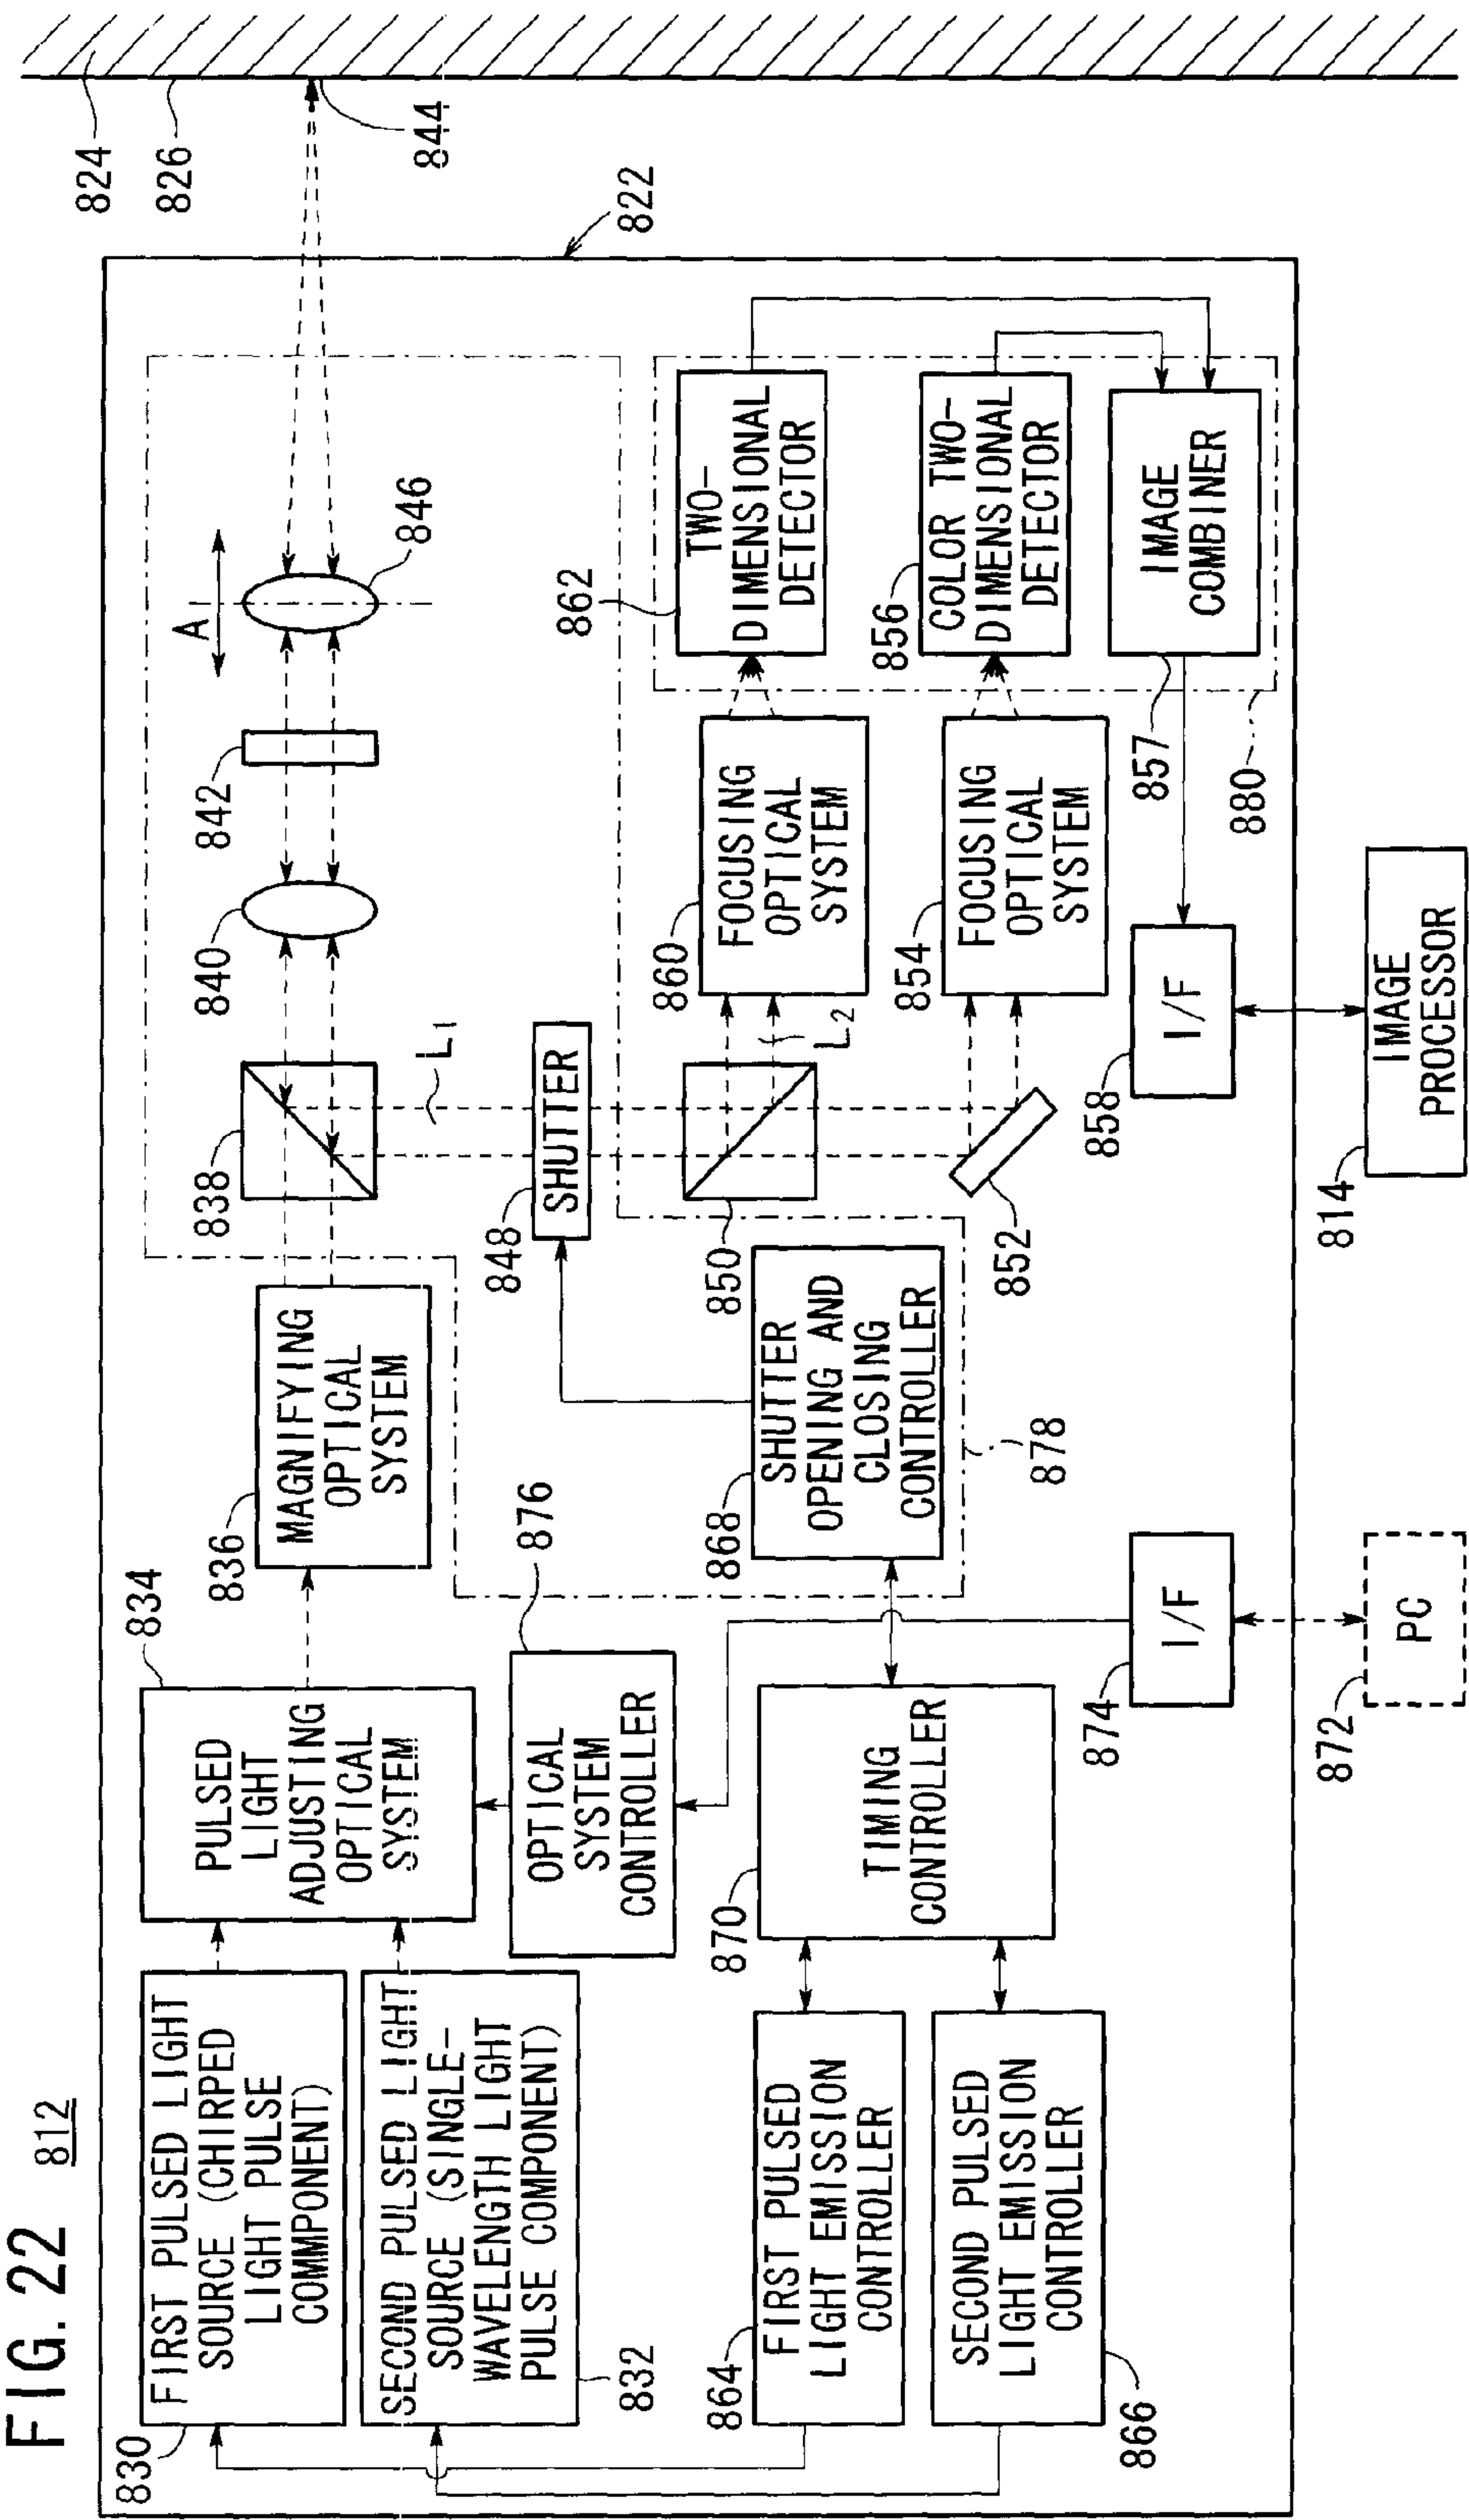 FIG. 22
812
830
FIRST PULSED LIGHT
SOURCE (CHIRPED
LIGHT PULSE
COMMPONENT)
SECOND PULSED LIGHT
SOURCE (SINGLE-
WAVELENGTH LIGHT
PULSE COMPONENT)
832
834
PULSED
LIGHT
ADJUSTING
OPTICAL
SYSTEM
836
MAGNIFYING
OPTICAL
SYSTEM
838
840
842
A
846
824
826
844
822
876
OPTICAL
SYSTEM
CONTROLLER
848
SHUTTER
L1
864
FIRST PULSED
LIGHT EMISSION
CONTROLLER
SECOND PULSED
LIGHT EMISSION
CONTROLLER
866
870
TIMING
CONTROLLER
868
SHUTTER
OPENING AND
CLOSING
CONTROLLER
878
850
852
L2
860
FOCUSING
OPTICAL
SYSTEM
854
FOCUSING
OPTICAL
SYSTEM
862
TWO-
DIMENSIONAL
DETECTOR
856
COLOR TWO-
DIMENSIONAL
DETECTOR
IMAGE
COMBINER
857
880
874
I/F
858
I/F
872
PC
814
IMAGE
PROCESSOR